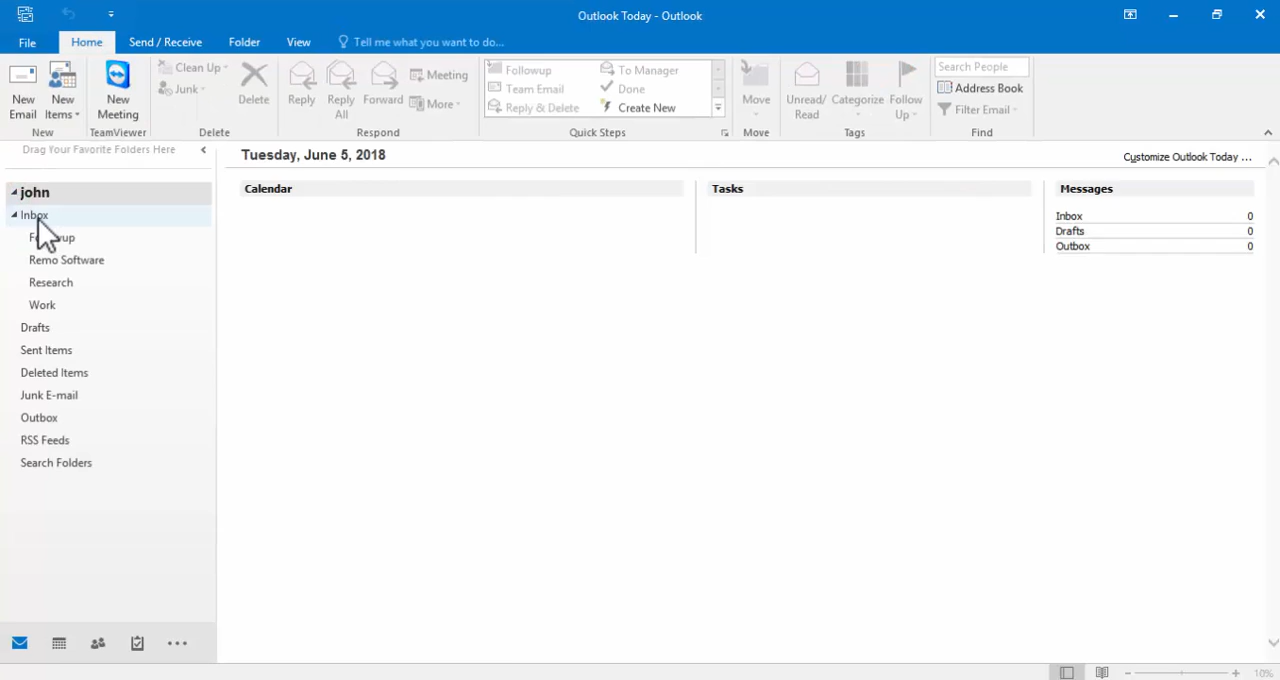 Outlook Today - Outlook
File Home Send / Receive Folder View Tell me what you want to do...
New Email
New Items
New Meeting
Clean Up
Junk
Delete
Reply
Reply All
Forward
Meeting
More
Followup
Team Email
Reply & Delete
To Manager
Done
Create New
Move
Unread/ Read
Categorize
Follow Up
Search People
Address Book
Filter Email
New TeamViewer Delete Respond Quick Steps Move Tags Find
Drag Your Favorite Folders Here
john
Inbox
Remo Software
Research
Work
Drafts
Sent Items
Deleted Items
Junk E-mail
Outbox
RSS Feeds
Search Folders
Tuesday, June 5, 2018
Customize Outlook Today ...
Calendar
Tasks
Messages
Inbox 0
Drafts 0
Outbox 0
10%